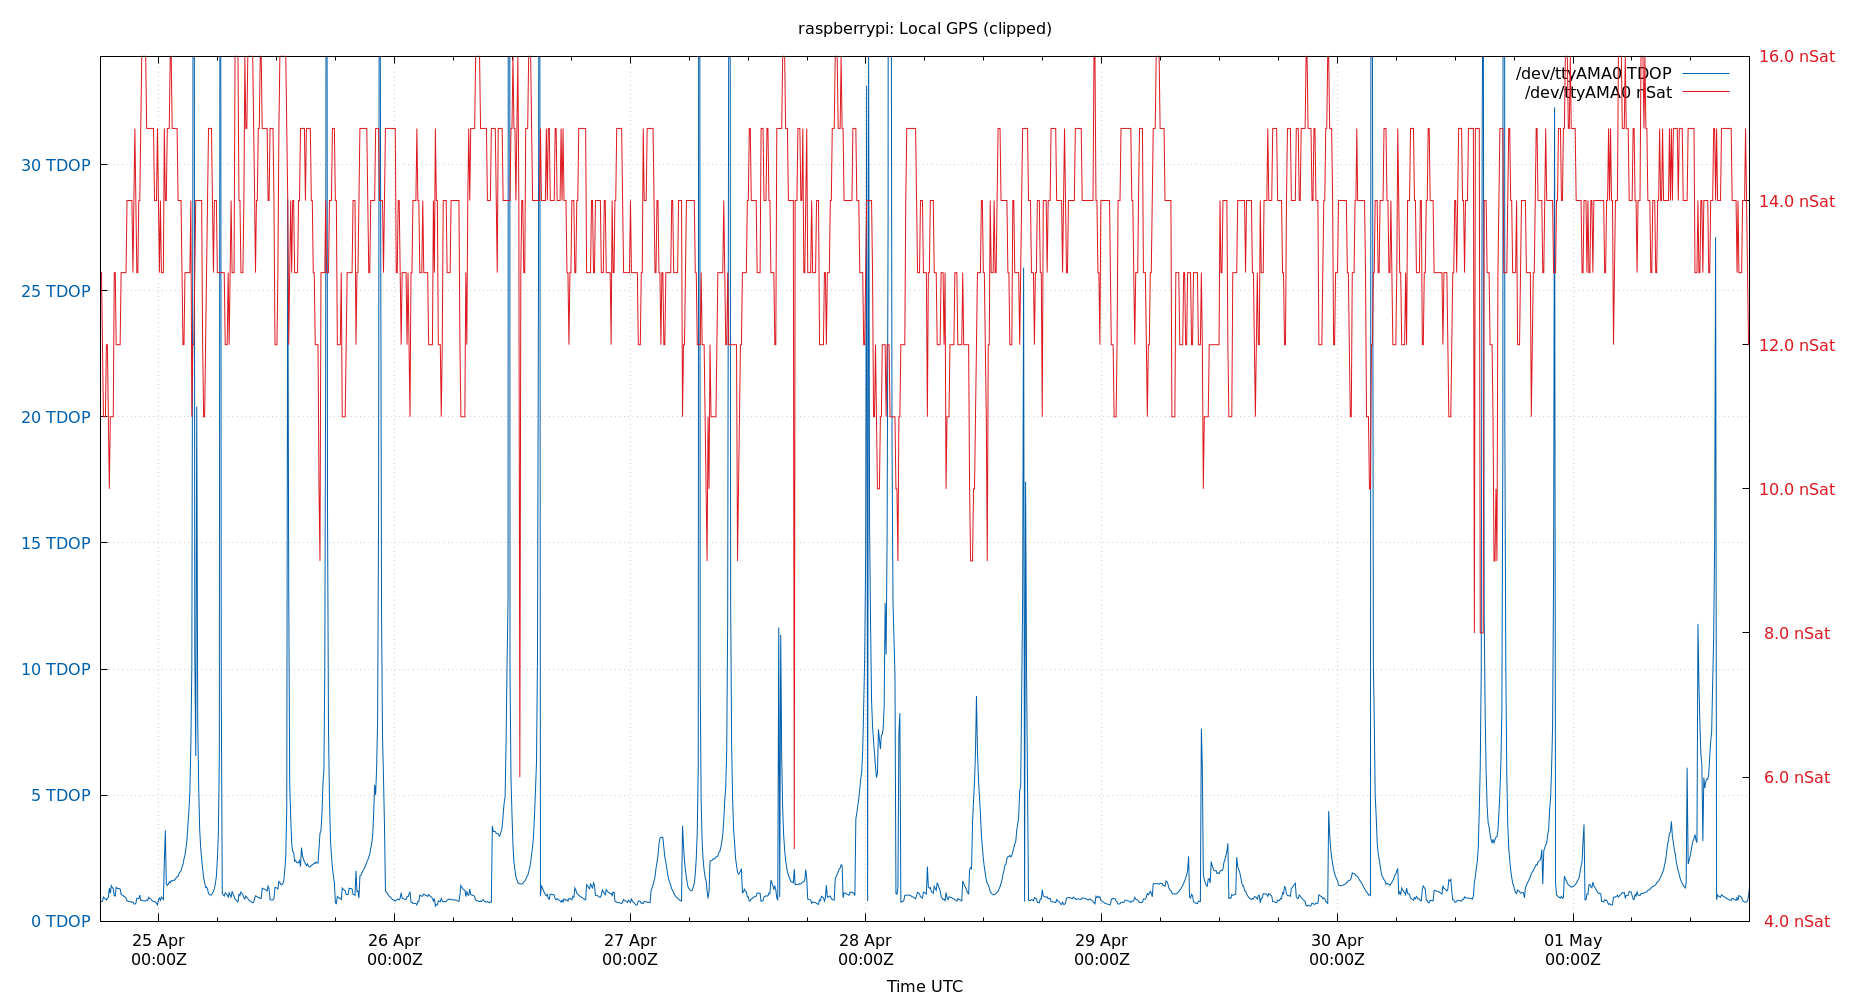 raspberrypi: Local GPS (clipped)
/dev/ttyAMA0 TDOP
/dev/ttyAMA0 nSat
30 TDOP
25 TDOP
20 TDOP
15 TDOP
10 TDOP
5 TDOP
0 TDOP
16.0 nSat
14.0 nSat
12.0 nSat
10.0 nSat
8.0 nSat
6.0 nSat
4.0 nSat
25 Apr
00:00Z
26 Apr
00:00Z
27 Apr
00:00Z
28 Apr
00:00Z
29 Apr
00:00Z
30 Apr
00:00Z
01 May
00:00Z
Time UTC